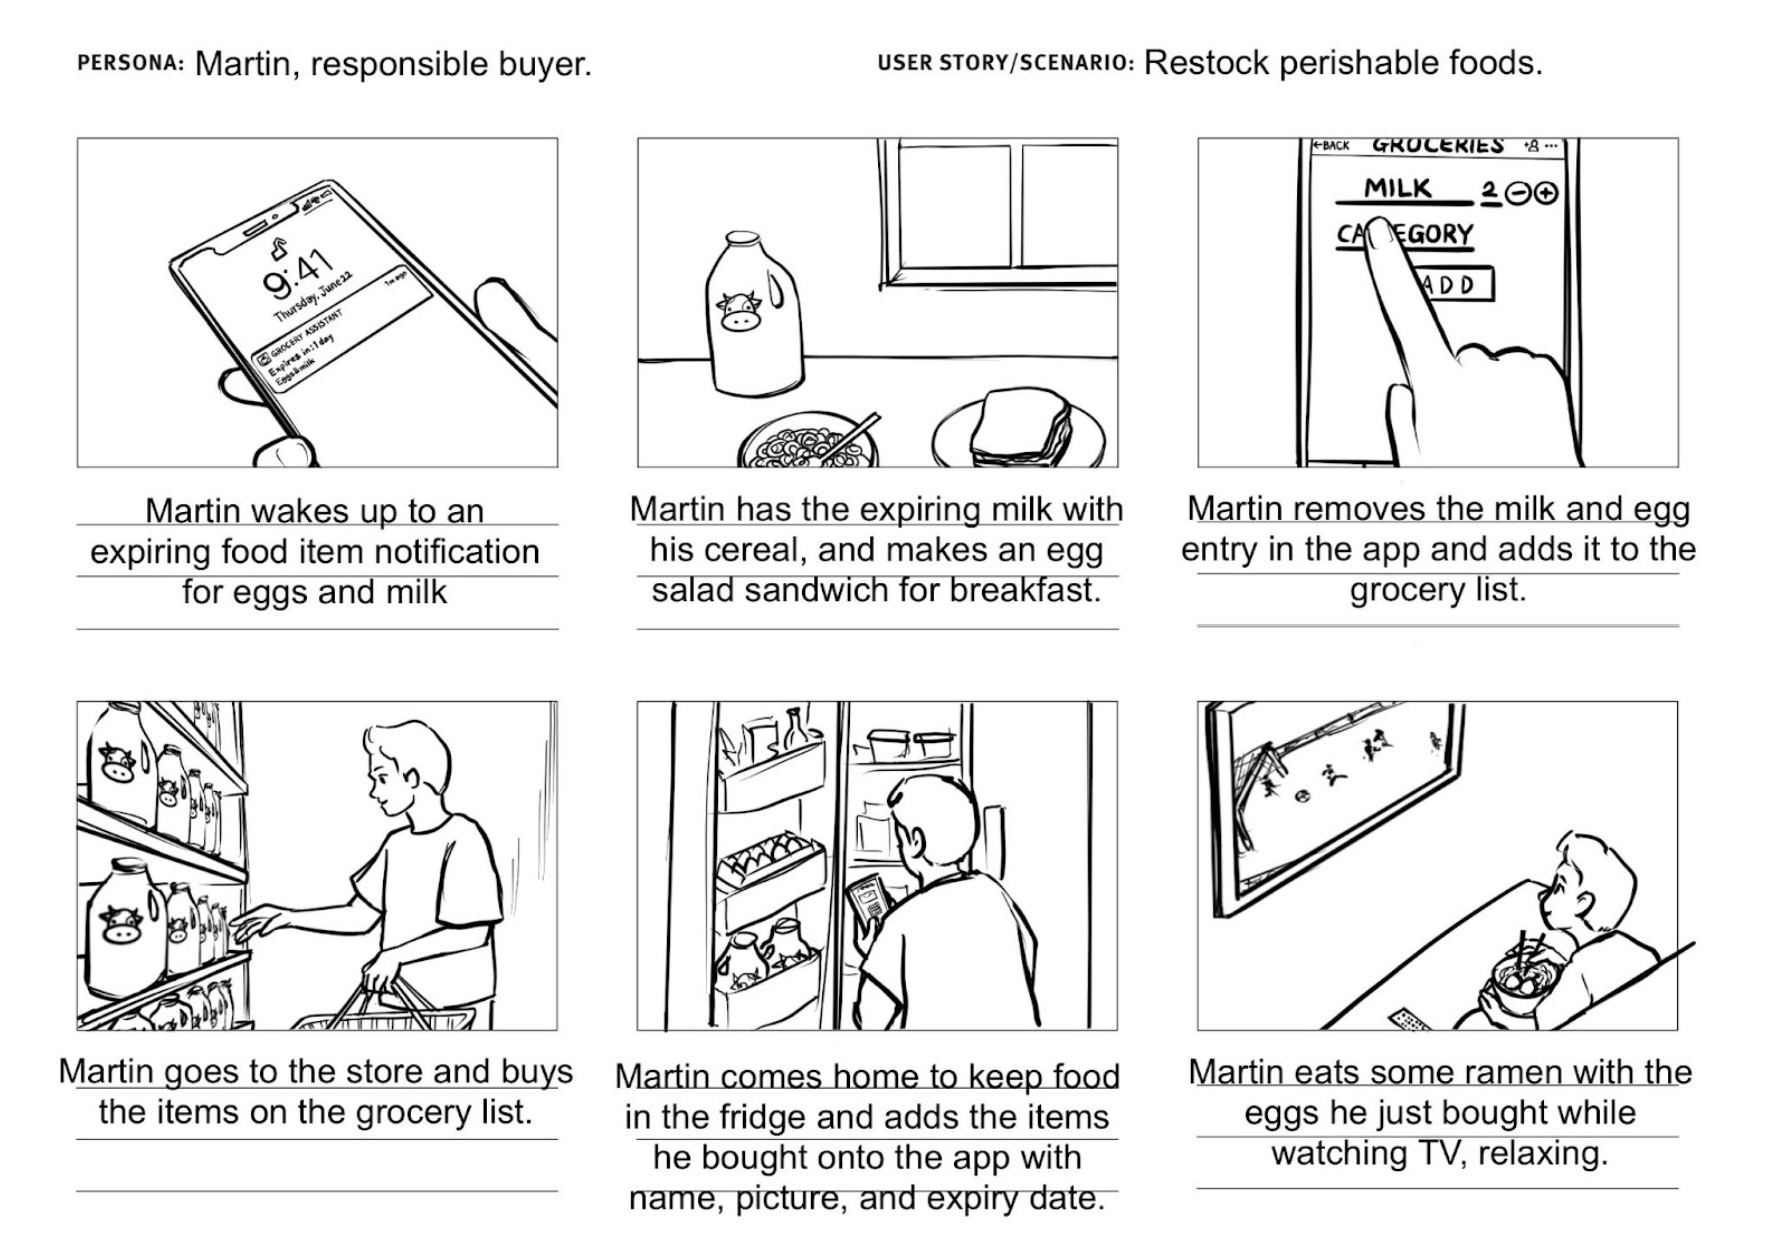 PERSONA: Martin, responsible buyer.
USER STORY/SCENARIO: Restock perishable foods.
9:41
Thursday, June 22
1m ago
GROCERY ASSISTANT
Expires in: 1 day
Eggs & milk
←BACK GROCERIES + ...
MILK 2 - +
CA EGORY
ADD
Martin wakes up to an
expiring food item notification
for eggs and milk
Martin has the expiring milk with
his cereal, and makes an egg
salad sandwich for breakfast.
Martin removes the milk and egg
entry in the app and adds it to the
grocery list.
Martin goes to the store and buys
the items on the grocery list.
Martin comes home to keep food
in the fridge and adds the items
he bought onto the app with
name, picture, and expiry date.
Martin eats some ramen with the
eggs he just bought while
watching TV, relaxing.